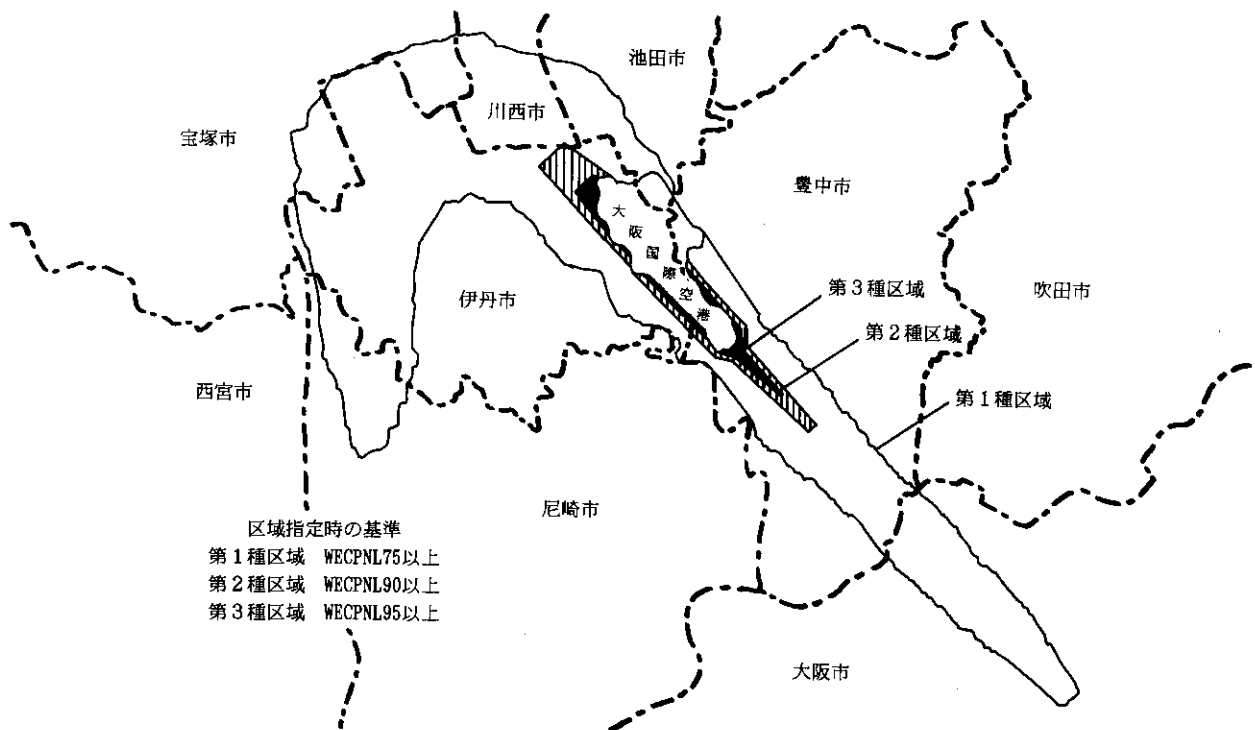 池田市
川西市
宝塚市
豊中市
大阪国際空港
第３種区域
吹田市
伊丹市
第２種区域
西宮市
第１種区域
尼崎市
区域指定時の基準
第１種区域 WECPNL75以上
第２種区域 WECPNL90以上
第３種区域 WECPNL95以上
大阪市